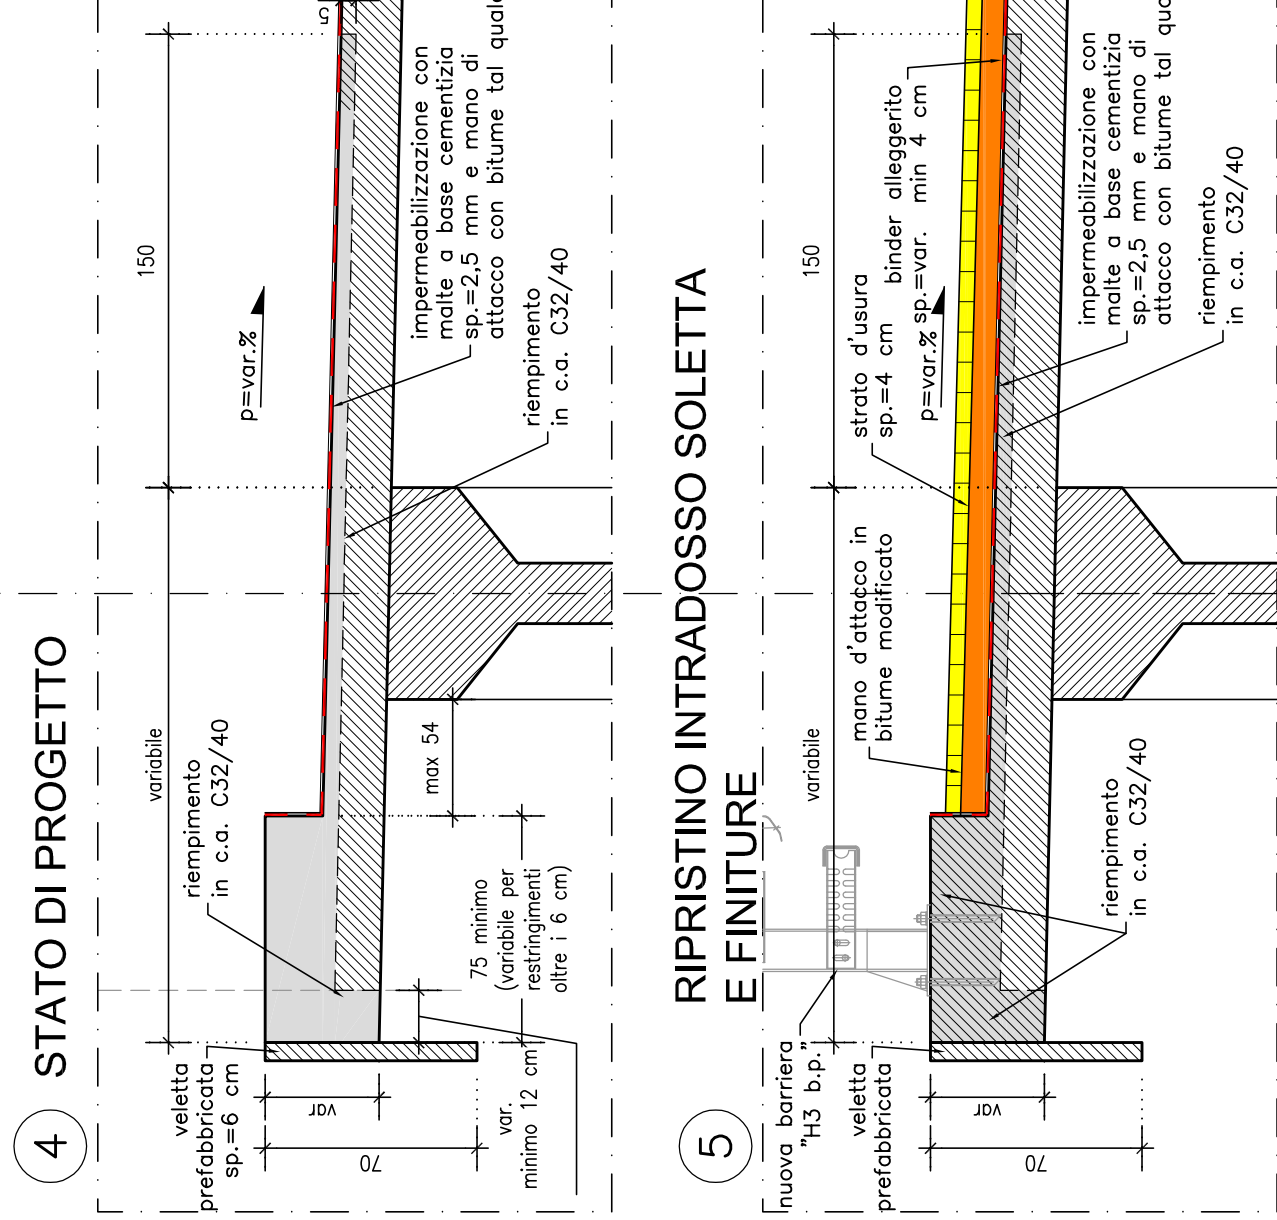 4
STATO DI PROGETTO
150
variabile
p=var.%
5
impermeabilizzazione con
malte a base cementizia
sp.=2,5 mm e mano di
attacco con bitume tal quale
riempimento
in c.a. C32/40
riempimento
in c.a. C32/40
max 54
75 minimo
(variabile per
restringimenti
oltre i 6 cm)
var.
minimo 12 cm
veletta
prefabbricata
sp.=6 cm
var
70
5
RIPRISTINO INTRADOSSO SOLETTA
E FINITURE
150
variabile
strato d'usura
sp.=4 cm
binder alleggerito
sp.=var. min 4 cm
p=var.%
mano d'attacco in
bitume modificato
impermeabilizzazione con
malte a base cementizia
sp.=2,5 mm e mano di
attacco con bitume tal
riempimento
in c.a. C32/40
riempimento
in c.a. C32/40
nuova barriera
"H3 b.p."
veletta
prefabbricata
var
70